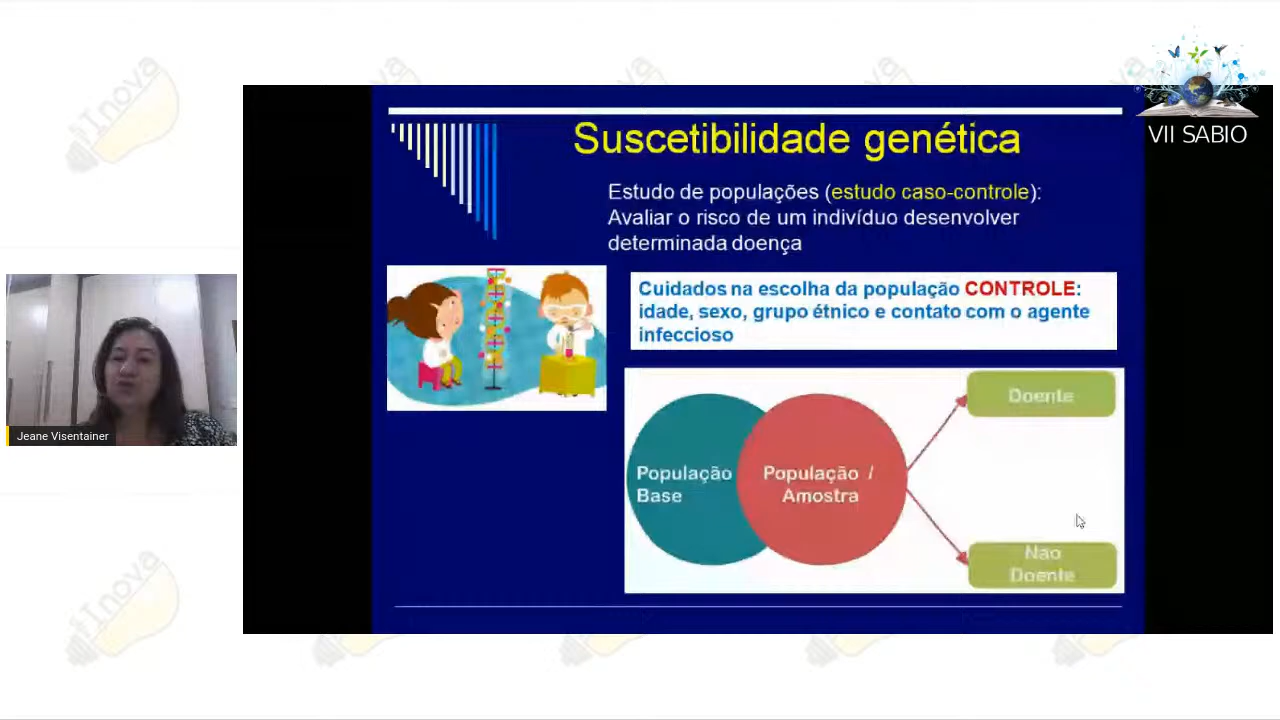 iInova
VII SABIO
Suscetibilidade genética
Estudo de populações (estudo caso-controle):
Avaliar o risco de um indivíduo desenvolver
determinada doença
Cuidados na escolha da população CONTROLE:
idade, sexo, grupo étnico e contato com o agente
infeccioso
População
Base
População /
Amostra
Doente
Não
Doente
Jeane Visentainer
iInova